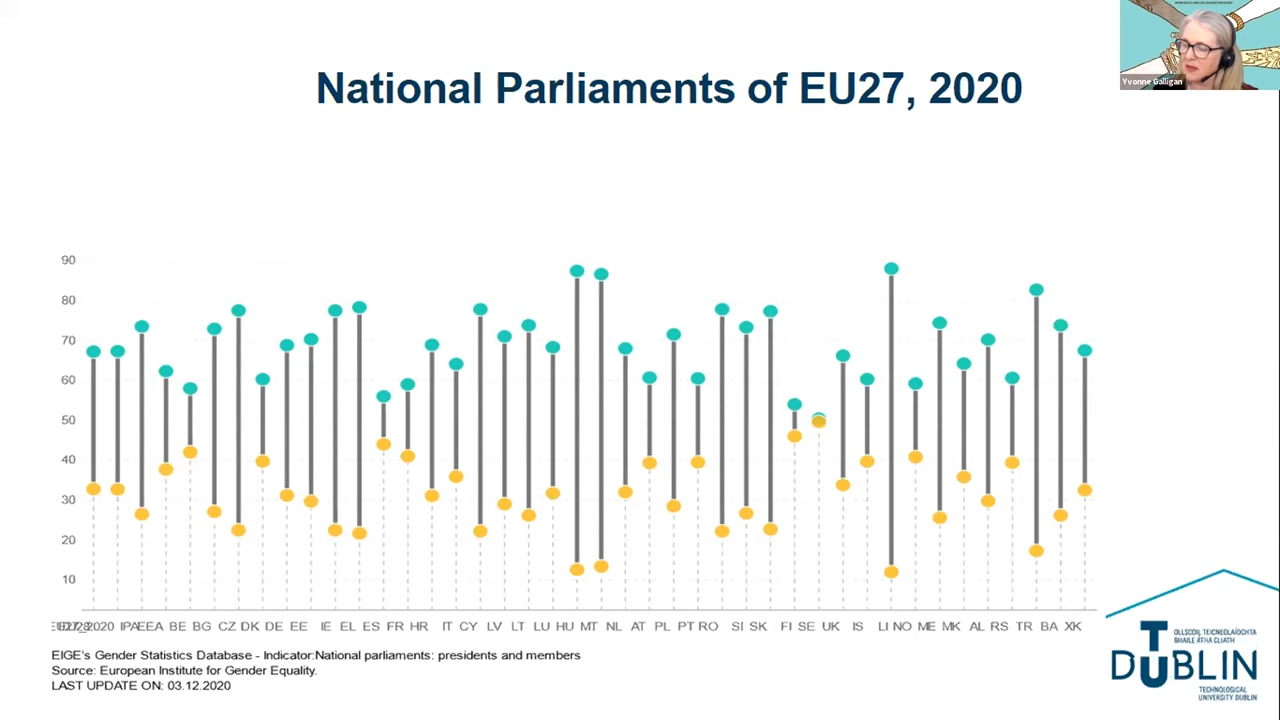 National Parliaments of EU27, 2020
Yvonne Galligan
90
80
70
60
50
40
30
20
10
EU27_2020 IPA EEA BE BG CZ DK DE EE IE EL ES FR HR IT CY LV LT LU HU MT NL AT PL PT RO SI SK FI SE UK IS LI NO ME MK AL RS TR BA XK
EIGE's Gender Statistics Database - Indicator:National parliaments: presidents and members
Source: European Institute for Gender Equality.
LAST UPDATE ON: 03.12.2020
OLLSCOIL TEICNEOLAÍOCHTA
BHAILE ÁTHA CLIATH
DUBLIN
TECHNOLOGICAL
UNIVERSITY DUBLIN